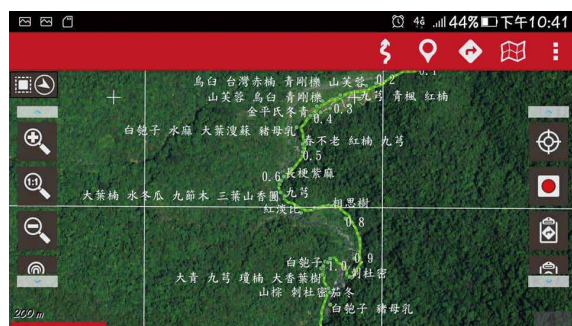 4G 44% 下午10:41
0.1
烏臼 台灣赤楠 青剛櫟 山芙蓉 0.2
山芙蓉 烏臼 青剛櫟 九芎 青楓 紅楠
金平氏冬青 0.3
0.4
白匏子 水麻 大葉溲蘇 豬母乳
春不老 紅楠 九芎
0.5
0.6 長梗紫麻
大葉楠 水冬瓜 九節木 三葉山香圓 九芎
紅淡比 相思樹
0.8
白匏子 0.9
大青 九芎 瓊楠 大香葉樹 1.0 刺杜密
山棕 刺杜密茄冬
白匏子 豬母乳
1:1
200 m